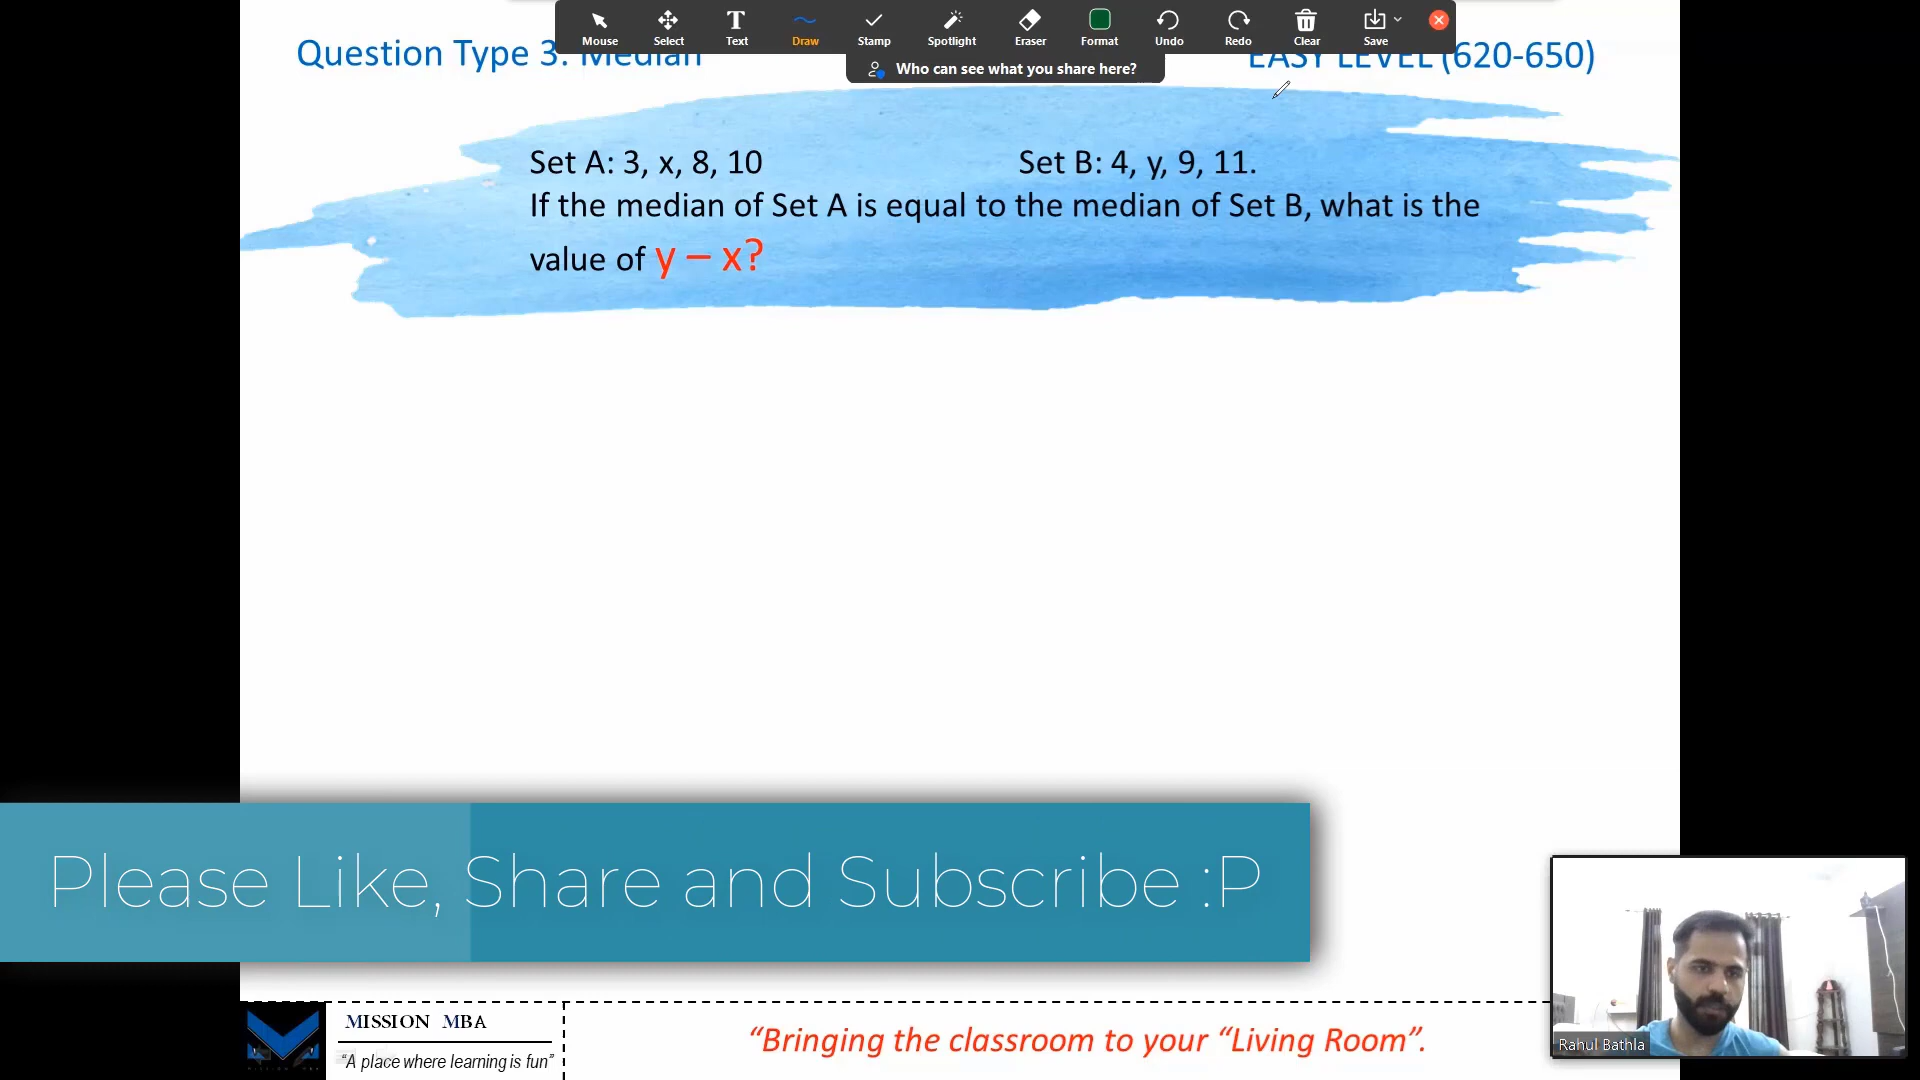 Mouse Select Text Draw Stamp Spotlight Eraser Format Undo Redo Clear Save
Who can see what you share here?
Question Type 3: Median
EASY LEVEL (620-650)
Set A: 3, x, 8, 10
Set B: 4, y, 9, 11.
If the median of Set A is equal to the median of Set B, what is the
value of y – x?
Please Like, Share and Subscribe :P
MISSION MBA
“A place where learning is fun”
“Bringing the classroom to your “Living Room”.
Rahul Bathla